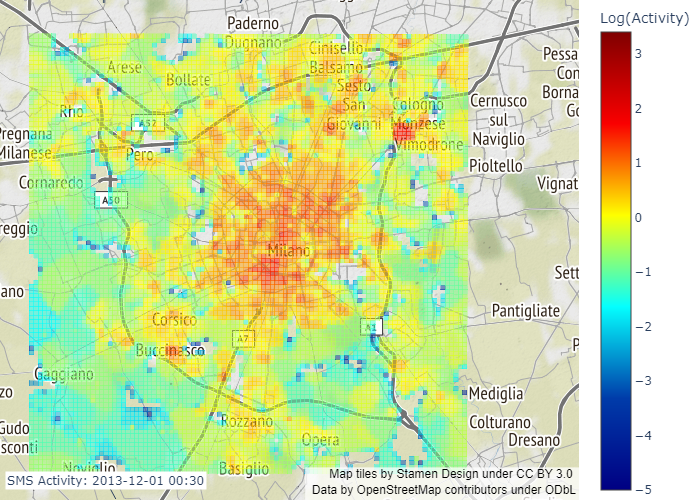 Log(Activity)
3
2
1
0
−1
−2
−3
−4
−5
Paderno
Dugnano
Cinisello
Balsamo
Arese
Bollate
Sesto
San
Giovanni
Cologno
Monzese
Vimodrone
Cernusco
sul
Naviglio
Pessa
Con
Borna
Rho
A52
Pregnana
Milanese
Pero
Pioltello
Cornaredo
Vignat
A50
reggio
Milano
Sett
ano
Pantigliate
Corsico
A7
A1
Buccinasco
Gaggiano
zo
Mediglia
Rozzano
Colturano
Gudo
sconti
Opera
Dresano
Noviglio
Basiglio
SMS Activity: 2013-12-01 00:30
Map tiles by Stamen Design under CC BY 3.0
Data by OpenStreetMap contributors under ODbL